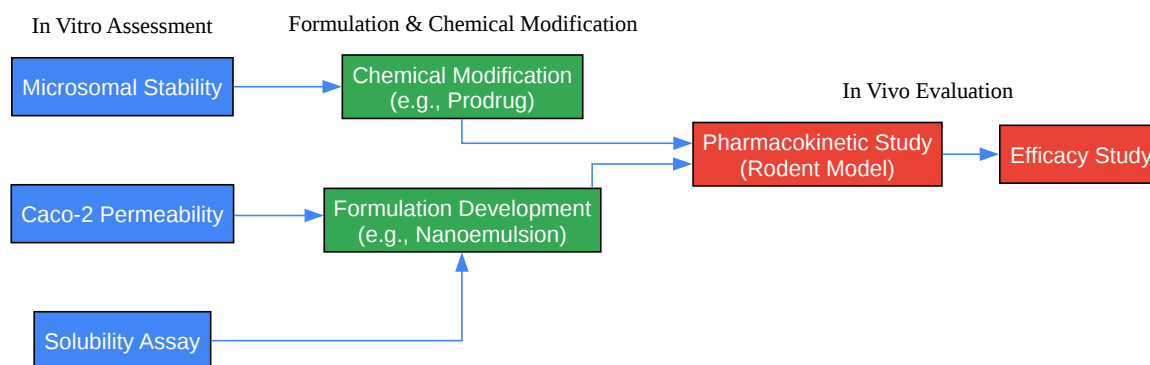 In Vitro Assessment
Formulation & Chemical Modification
Microsomal Stability
Chemical Modification
(e.g., Prodrug)
In Vivo Evaluation
Pharmacokinetic Study
(Rodent Model)
Efficacy Study
Caco-2 Permeability
Formulation Development
(e.g., Nanoemulsion)
Solubility Assay